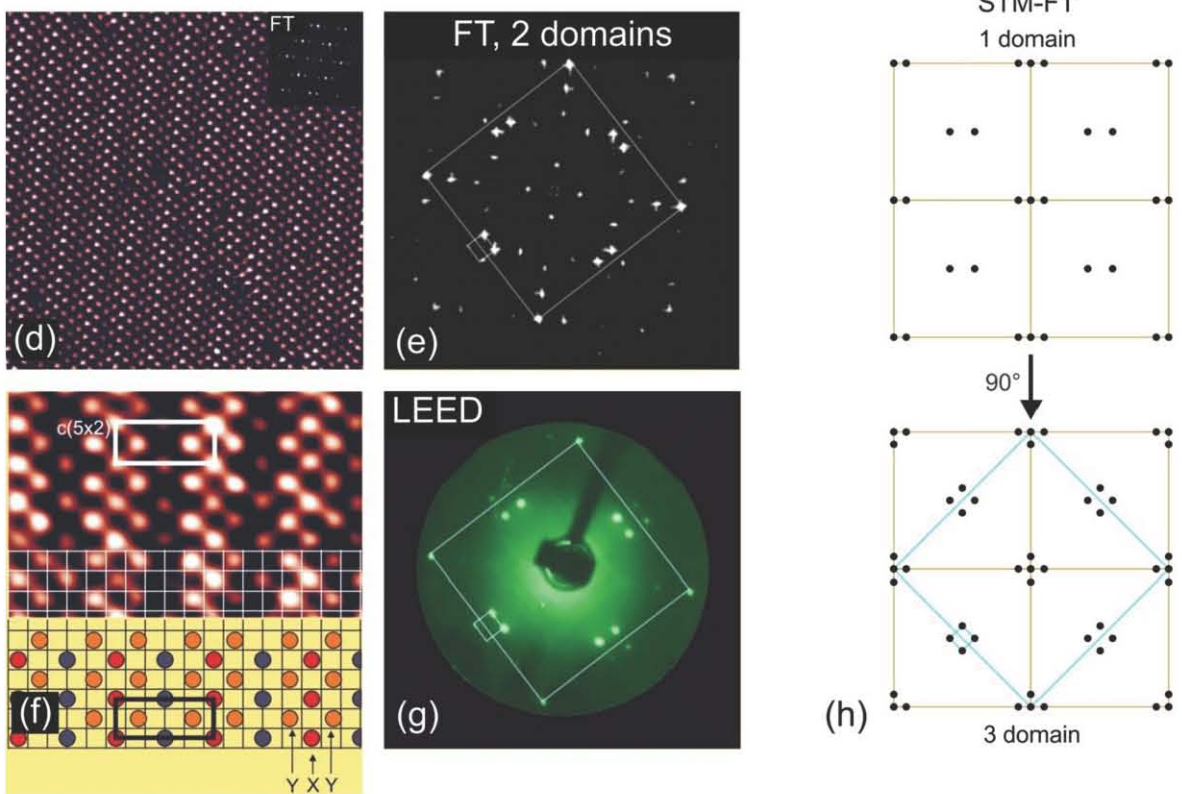 FT
(d)
FT, 2 domains
(e)
STM-FT
1 domain
90°
3 domain
(h)
c(5x2)
(f)
Y X Y
LEED
(g)